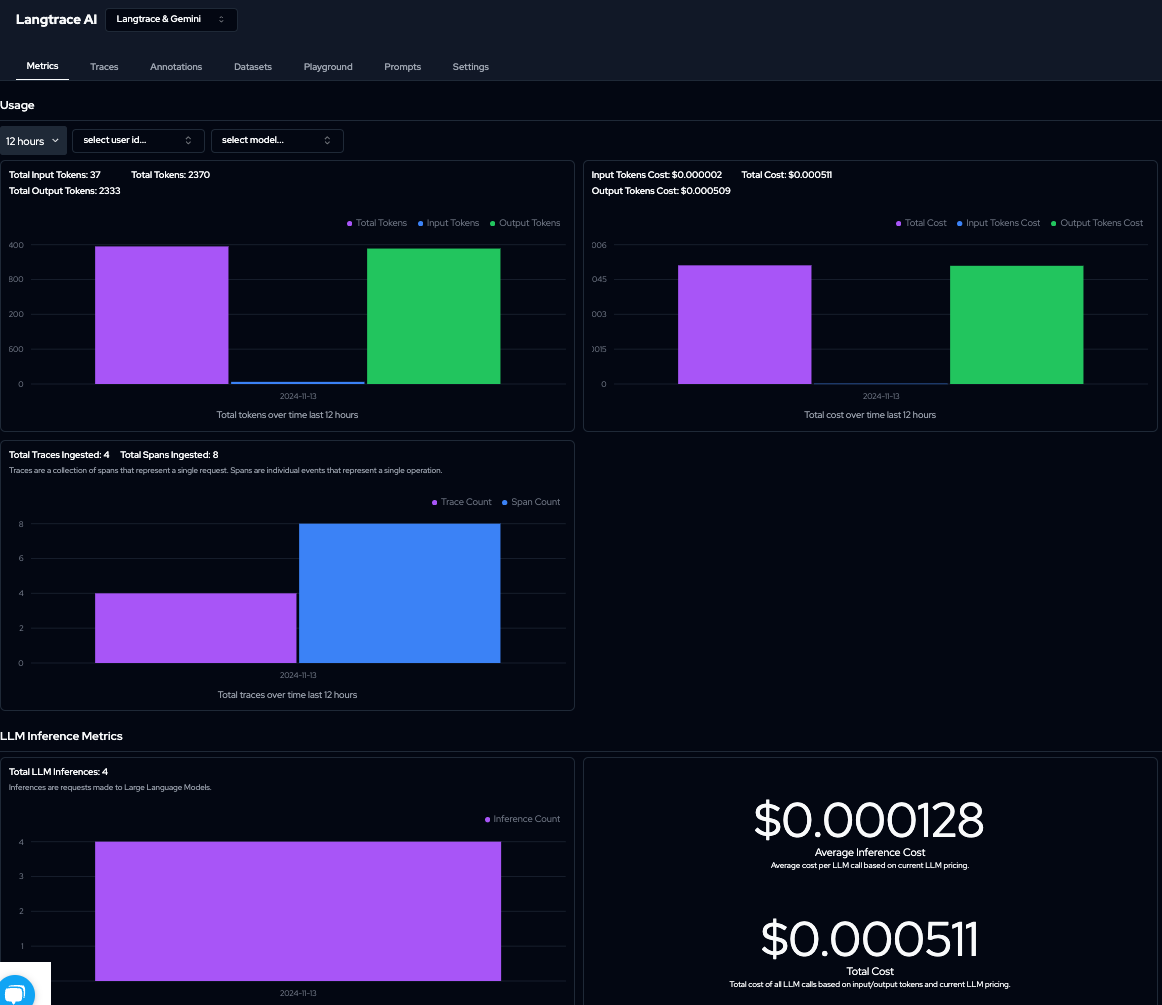 Langtrace AI
Langtrace & Gemini
Metrics Traces Annotations Datasets Playground Prompts Settings
Usage
12 hours select user id... select model...
Total Input Tokens: 37 Total Tokens: 2370
Total Output Tokens: 2333
Total Tokens Input Tokens Output Tokens
400
800
200
600
0
2024-11-13
Total tokens over time last 12 hours
Input Tokens Cost: $0.000002 Total Cost: $0.000511
Output Tokens Cost: $0.000509
Total Cost Input Tokens Cost Output Tokens Cost
006
045
003
0015
0
2024-11-13
Total cost over time last 12 hours
Total Traces Ingested: 4 Total Spans Ingested: 8
Traces are a collection of spans that represent a single request. Spans are individual events that represent a single operation.
Trace Count Span Count
8
6
4
2
0
2024-11-13
Total traces over time last 12 hours
LLM Inference Metrics
Total LLM Inferences: 4
Inferences are requests made to Large Language Models.
Inference Count
4
3
2
1
2024-11-13
$0.000128
Average Inference Cost
Average cost per LLM call based on current LLM pricing.
$0.000511
Total Cost
Total cost of all LLM calls based on input/output tokens and current LLM pricing.